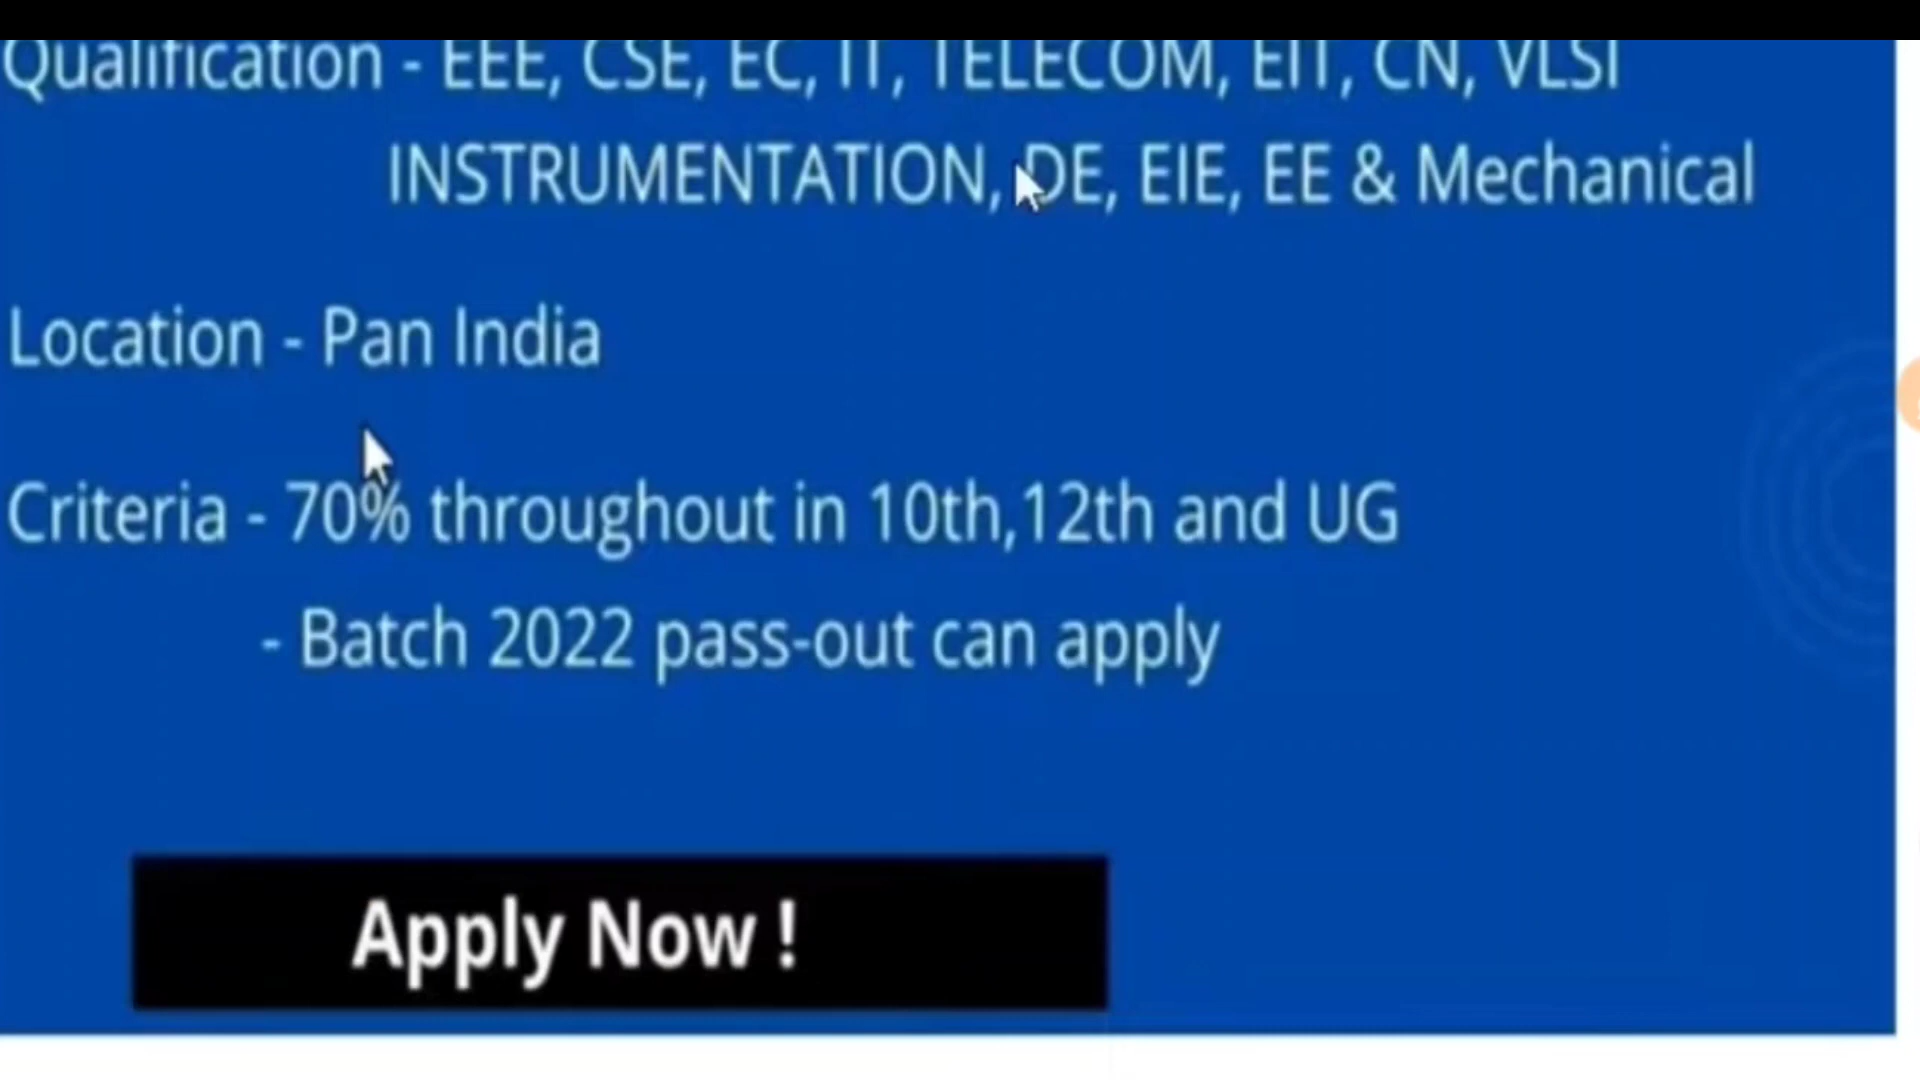 Qualification - EEE, CSE, EC, IT, TELECOM, EIT, CN, VLSI
INSTRUMENTATION, DE, EIE, EE & Mechanical
Location - Pan India
Criteria - 70% throughout in 10th,12th and UG
- Batch 2022 pass-out can apply
Apply Now !